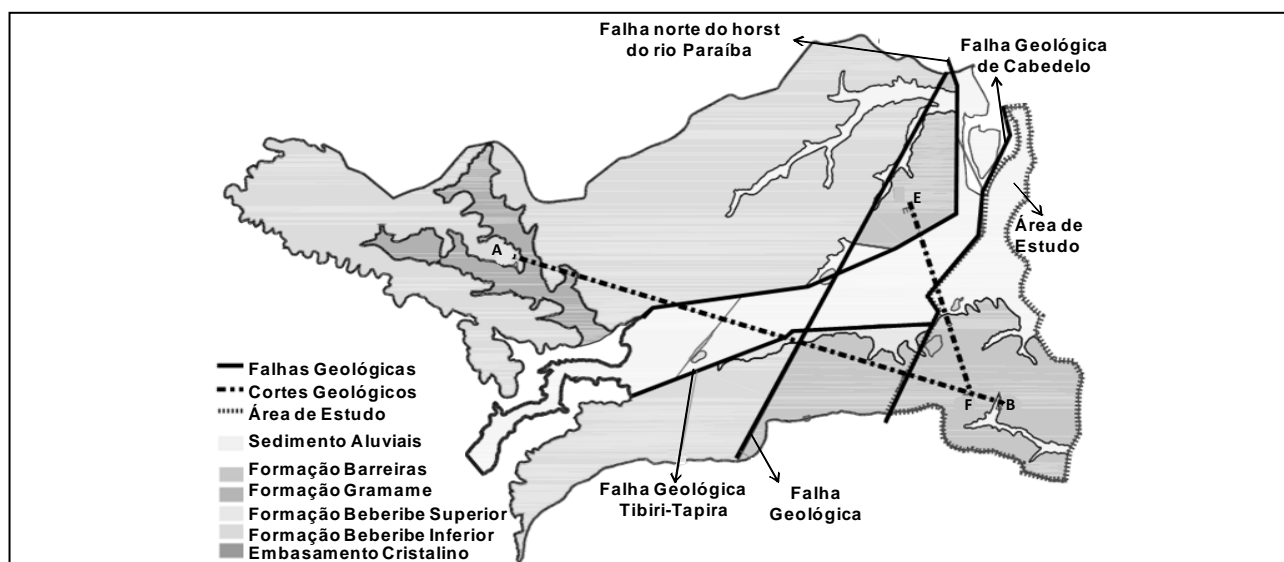 Falha norte do horst
do rio Paraíba
Falha Geológica
de Cabedelo
E
Área de
Estudo
A
F
B
Falhas Geológicas
Cortes Geológicos
Área de Estudo
Sedimento Aluviais
Formação Barreiras
Formação Gramame
Formação Beberibe Superior
Formação Beberibe Inferior
Embasamento Cristalino
Falha Geológica
Tibiri-Tapira
Falha
Geológica